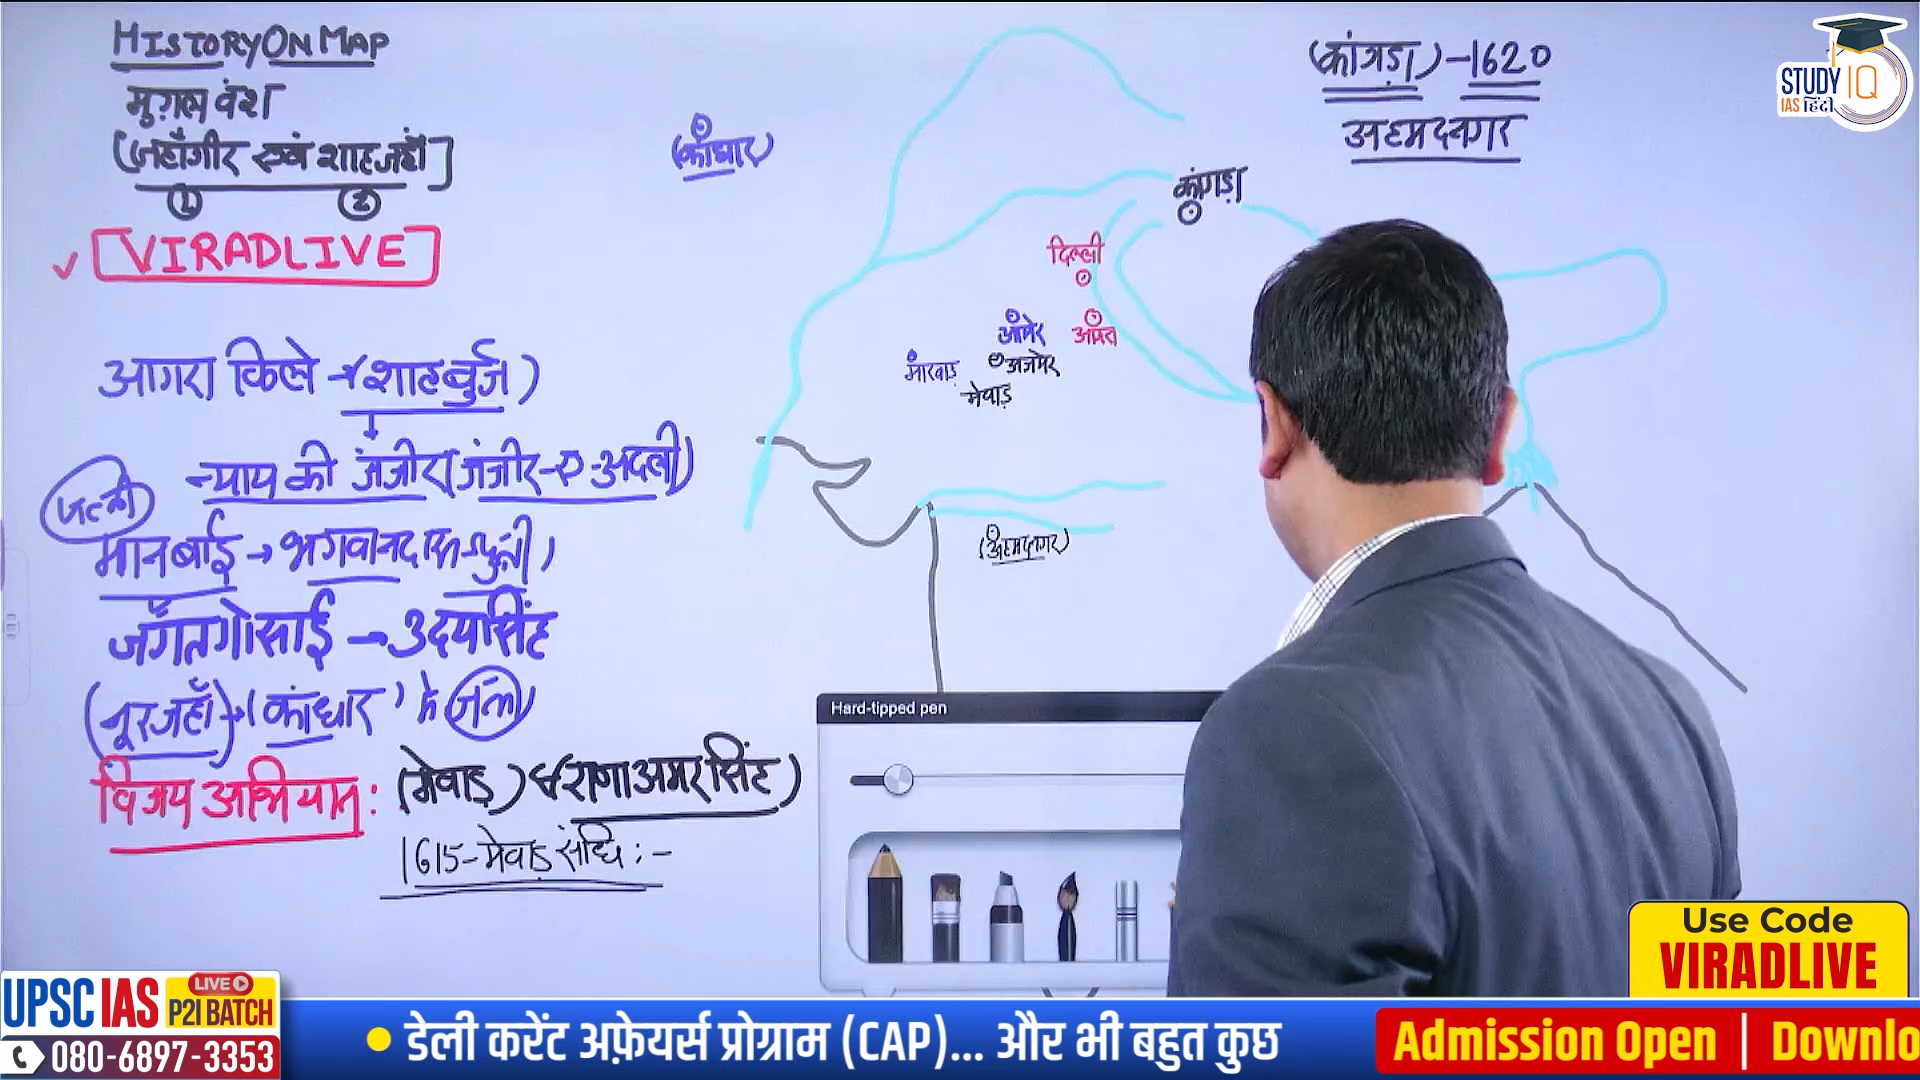 HISTORY ON MAP
मुग़ल वंश
(जहाँगीर एवं शाहजहाँ]
① ②
✓ [VIRADLIVE]
आगरा किले → (शाहबुर्ज)
न्याय की जंजीर (जंजीर-ए-अदली)
मानबाई → भगवानदास पुत्री)
जगतगोसाई → उदयसिंह
(नूरजहाँ) → (कांधार) में
विजय अभियान : (मेवाड़) राणा अमरसिंह)
1615-मेवाड़ संधि :-
(कांधार)
कांगड़ा
दिल्ली
आमेर
आगरा
मारवाड़
अजमेर
मेवाड़
(अहमदनगर)
(कांगड़ा) - 1620
अहमदनगर
STUDY IQ
IAS हिंदी
Hard-tipped pen
Use Code
VIRADLIVE
UPSC IAS LIVE
P2I BATCH
080-6897-3353
• डेली करेंट अफ़ेयर्स प्रोग्राम (CAP)... और भी बहुत कुछ
Admission Open | Downlo